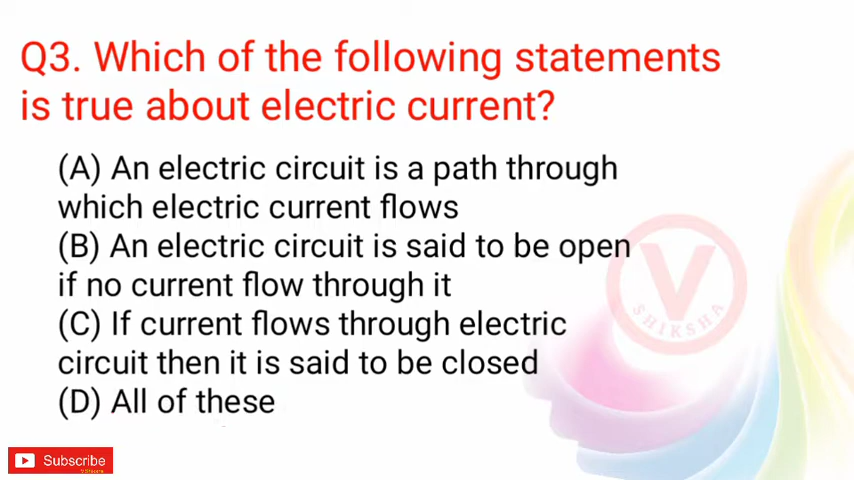 Q3. Which of the following statements
is true about electric current?
(A) An electric circuit is a path through
which electric current flows
(B) An electric circuit is said to be open
if no current flow through it
(C) If current flows through electric
circuit then it is said to be closed
(D) All of these
V
SHIKSHA
Subscribe
V Shiksha